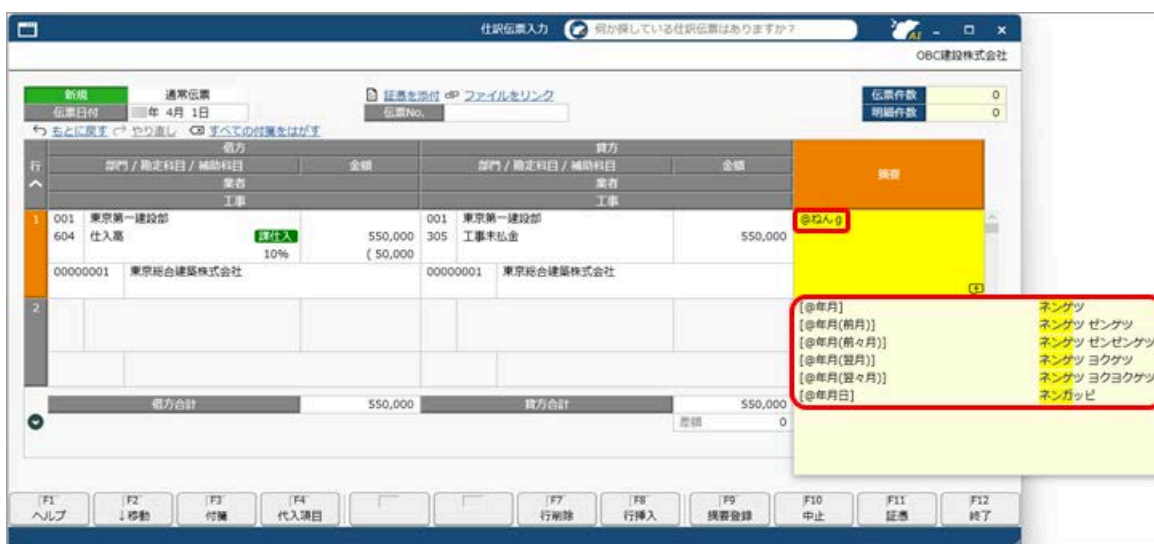 仕訳伝票入力 何か探している仕訳伝票はありますか? AI
OBC建設株式会社
新規 通常伝票 証憑を添付 ファイルをリンク 伝票件数 0
伝票日付 年 4月 1日 伝票No. 明細件数 0
もとに戻す やり直し すべての付箋をはがす
行 借方 貸方 摘要
部門 / 勘定科目 / 補助科目 金額 部門 / 勘定科目 / 補助科目 金額
業者 業者
工事 工事
1 001 東京第一建設部 001 東京第一建設部 @ねんg
604 仕入高 課仕入 550,000 305 工事未払金 550,000
10% ( 50,000
00000001 東京総合建築株式会社 00000001 東京総合建築株式会社
2
[@年月] ネンゲツ
[@年月(前月)] ネンゲツ ゼンゲツ
[@年月(前々月)] ネンゲツ ゼンゼンゲツ
[@年月(翌月)] ネンゲツ ヨクゲツ
[@年月(翌々月)] ネンゲツ ヨクヨクゲツ
[@年月日] ネンガッピ
借方合計 550,000 貸方合計 550,000
差額 0
F1 F2 F3 F4 F7 F8 F9 F10 F11 F12
ヘルプ ↓移動 付箋 代入項目 行削除 行挿入 摘要登録 中止 証憑 終了